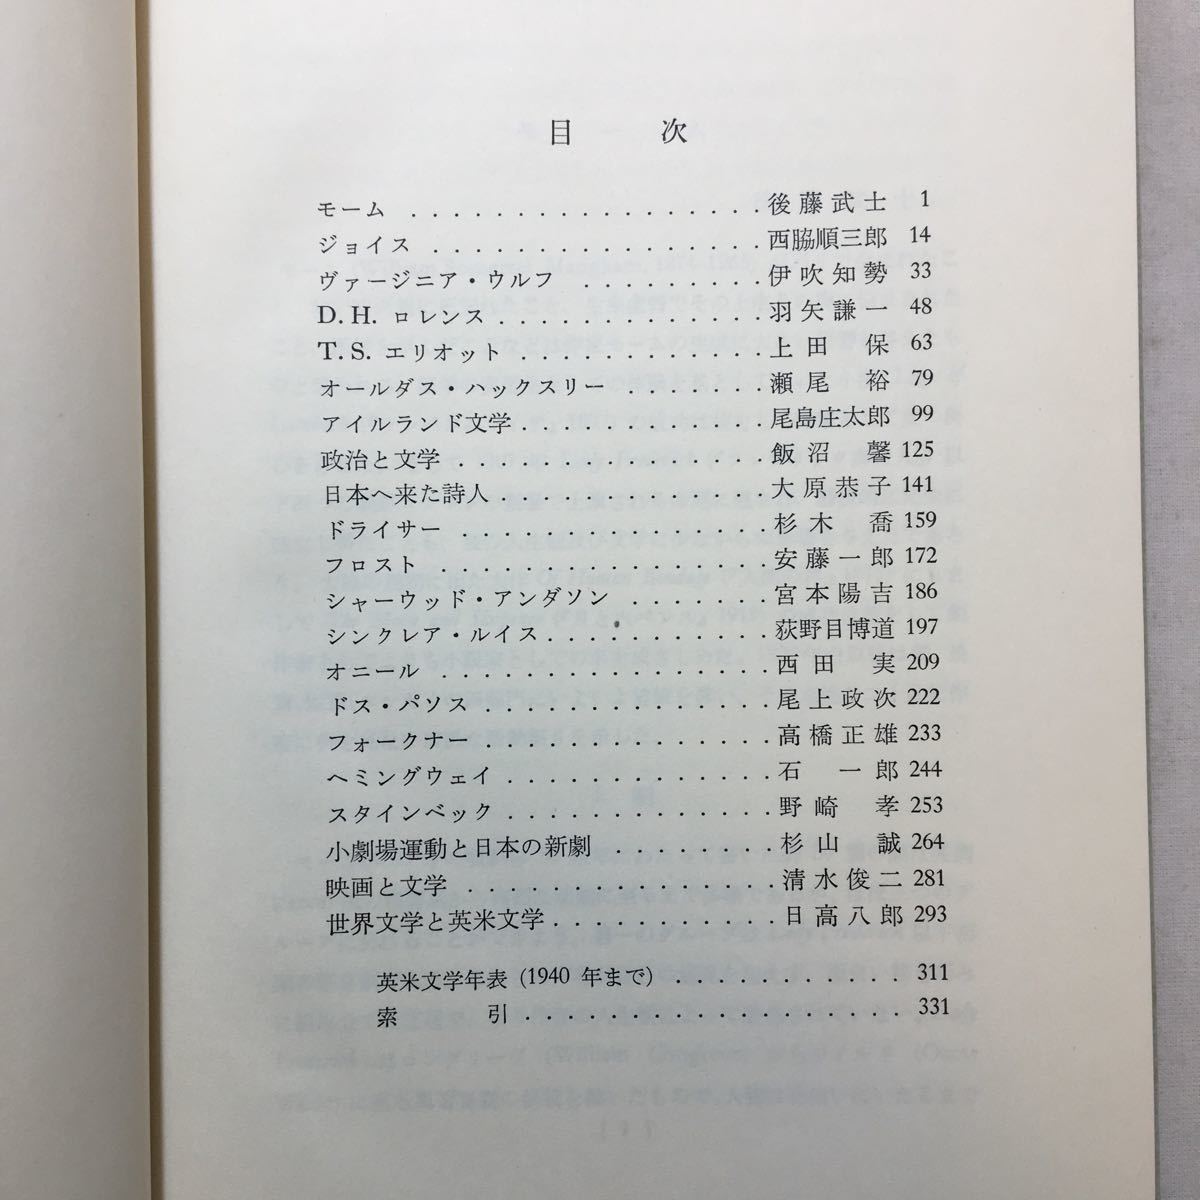 目次
モーム . . . . . . . . . . . . . . . . . 後藤武士 1
ジョイス . . . . . . . . . . . . . . . . 西脇順三郎 14
ヴァージニア・ウルフ . . . . . . . . . 伊吹知勢 33
D. H. ロレンス . . . . . . . . . . . . . 羽矢謙一 48
T. S. エリオット . . . . . . . . . . . . 上田保 63
オールダス・ハックスリー . . . . . . . 瀬尾裕 79
アイルランド文学 . . . . . . . . . . . 尾島庄太郎 99
政治と文学 . . . . . . . . . . . . . . . 飯沼馨 125
日本へ来た詩人 . . . . . . . . . . . . 大原恭子 141
ドライサー . . . . . . . . . . . . . . . 杉木喬 159
フロスト . . . . . . . . . . . . . . . . 安藤一郎 172
シャーウッド・アンダソン . . . . . . . 宮本陽吉 186
シンクレア・ルイス . . . . . . . . . . 荻野目博道 197
オニール . . . . . . . . . . . . . . . . 西田実 209
ドス・パソス . . . . . . . . . . . . . . 尾上政次 222
フォークナー . . . . . . . . . . . . . 高橋正雄 233
ヘミングウェイ . . . . . . . . . . . . 石一郎 244
スタインベック . . . . . . . . . . . . 野崎孝 253
小劇場運動と日本の新劇 . . . . . . . . 杉山誠 264
映画と文学 . . . . . . . . . . . . . . 清水俊二 281
世界文学と英米文学 . . . . . . . . . . 日高八郎 293
英米文学年表 (1940 年まで) . . . . . . . . . . . 311
索引 . . . . . . . . . . . . . . . . . . . 331